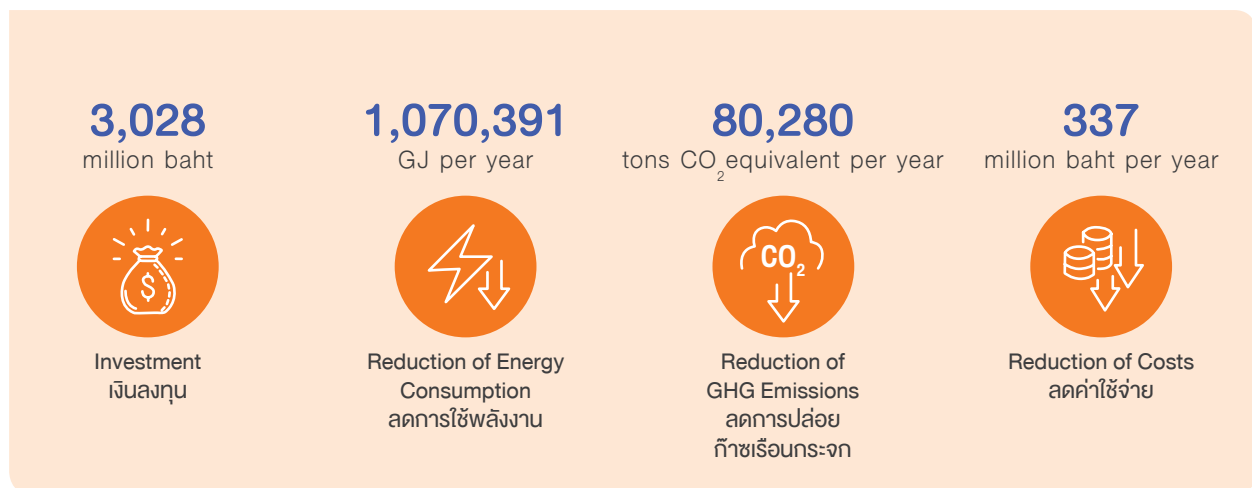 3,028
million baht
$
Investment
เงินลงทุน
1,070,391
GJ per year
Reduction of Energy
Consumption
ลดการใช้พลังงาน
80,280
tons CO₂equivalent per year
CO₂
Reduction of
GHG Emissions
ลดการปล่อย
ก๊าซเรือนกระจก
337
million baht per year
Reduction of Costs
ลดค่าใช้จ่าย